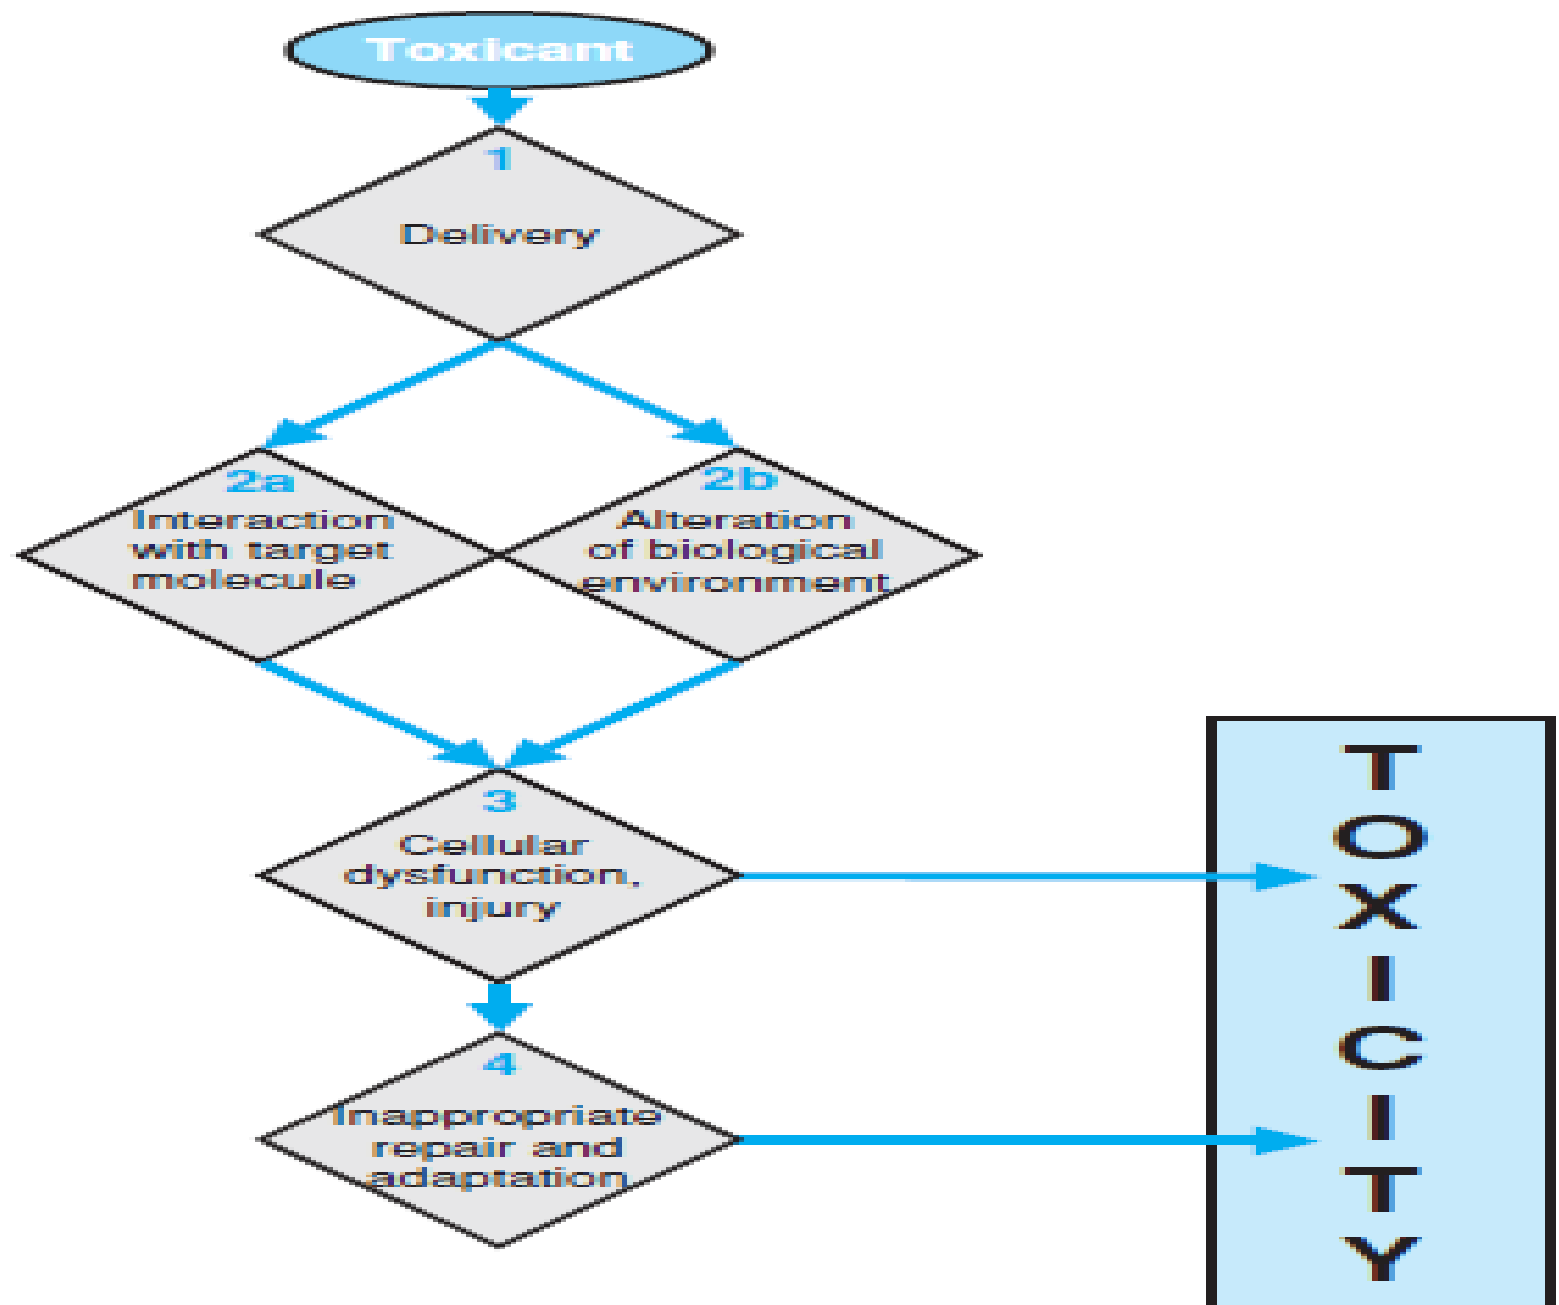 Toxicant
1
Delivery
2a
Interaction
with target
molecule
2b
Alteration
of biological
environment
3
Cellular
dysfunction,
injury
4
Inappropriate
repair and
adaptation
TOXICITY